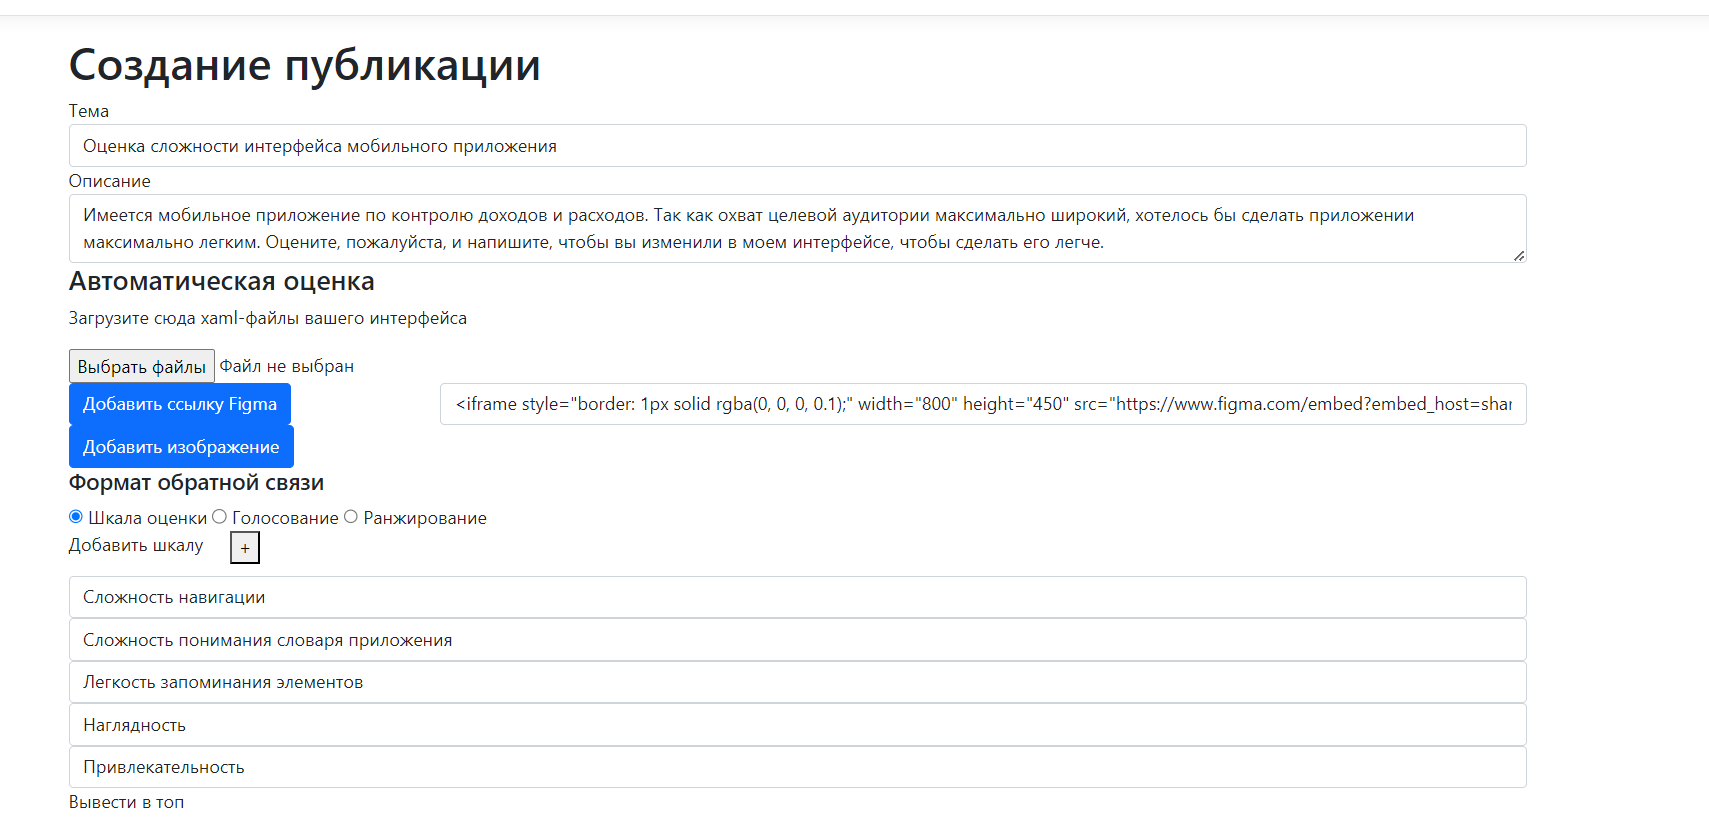 Создание публикации
Тема
Оценка сложности интерфейса мобильного приложения
Описание
Имеется мобильное приложение по контролю доходов и расходов. Так как охват целевой аудитории максимально широкий, хотелось бы сделать приложении
максимально легким. Оцените, пожалуйста, и напишите, чтобы вы изменили в моем интерфейсе, чтобы сделать его легче.
Автоматическая оценка
Загрузите сюда xaml-файлы вашего интерфейса
Выбрать файлы Файл не выбран
Добавить ссылку Figma <iframe style="border: 1px solid rgba(0, 0, 0, 0.1);" width="800" height="450" src="https://www.figma.com/embed?embed_host=shar
Добавить изображение
Формат обратной связи
Шкала оценки Голосование Ранжирование
Добавить шкалу +
Сложность навигации
Сложность понимания словаря приложения
Легкость запоминания элементов
Наглядность
Привлекательность
Вывести в топ